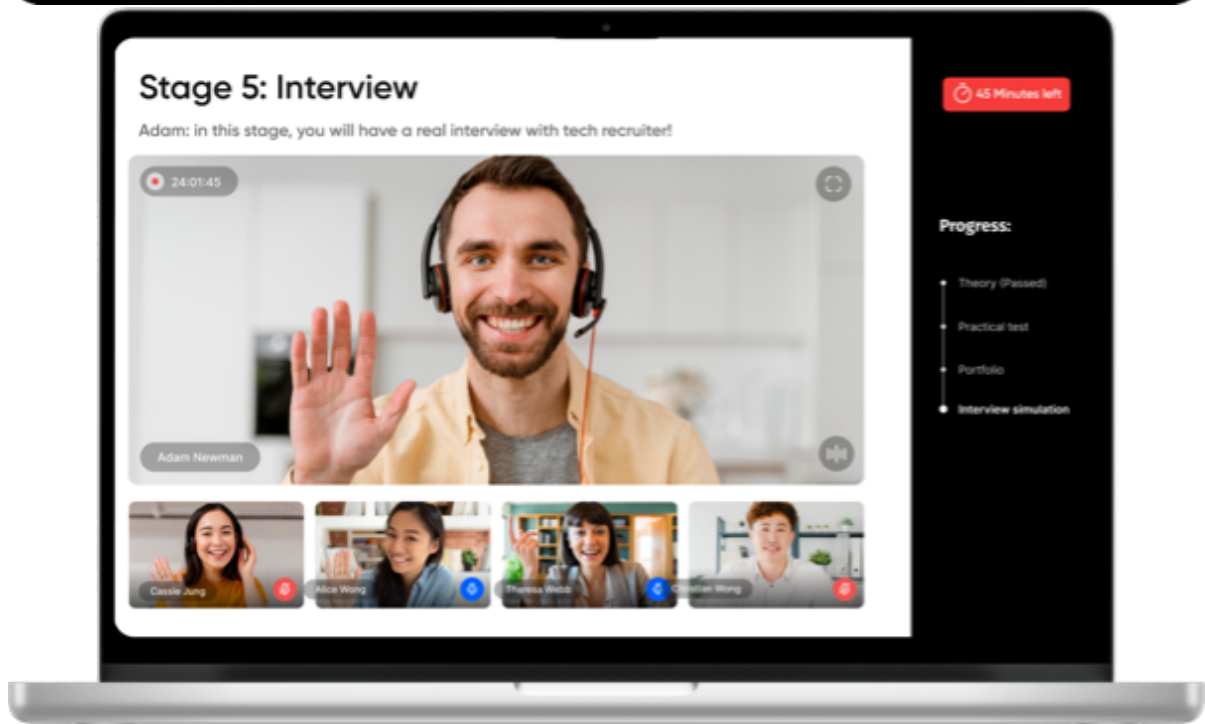 Stage 5: Interview
Adam: in this stage, you will have a real interview with tech recruiter!
24:01:45
Adam Newman
Cassie Jung
Alice Wong
Theresa Webb
Christian Wong
45 Minutes left
Progress:
Theory (Passed)
Practical test
Portfolio
Interview simulation